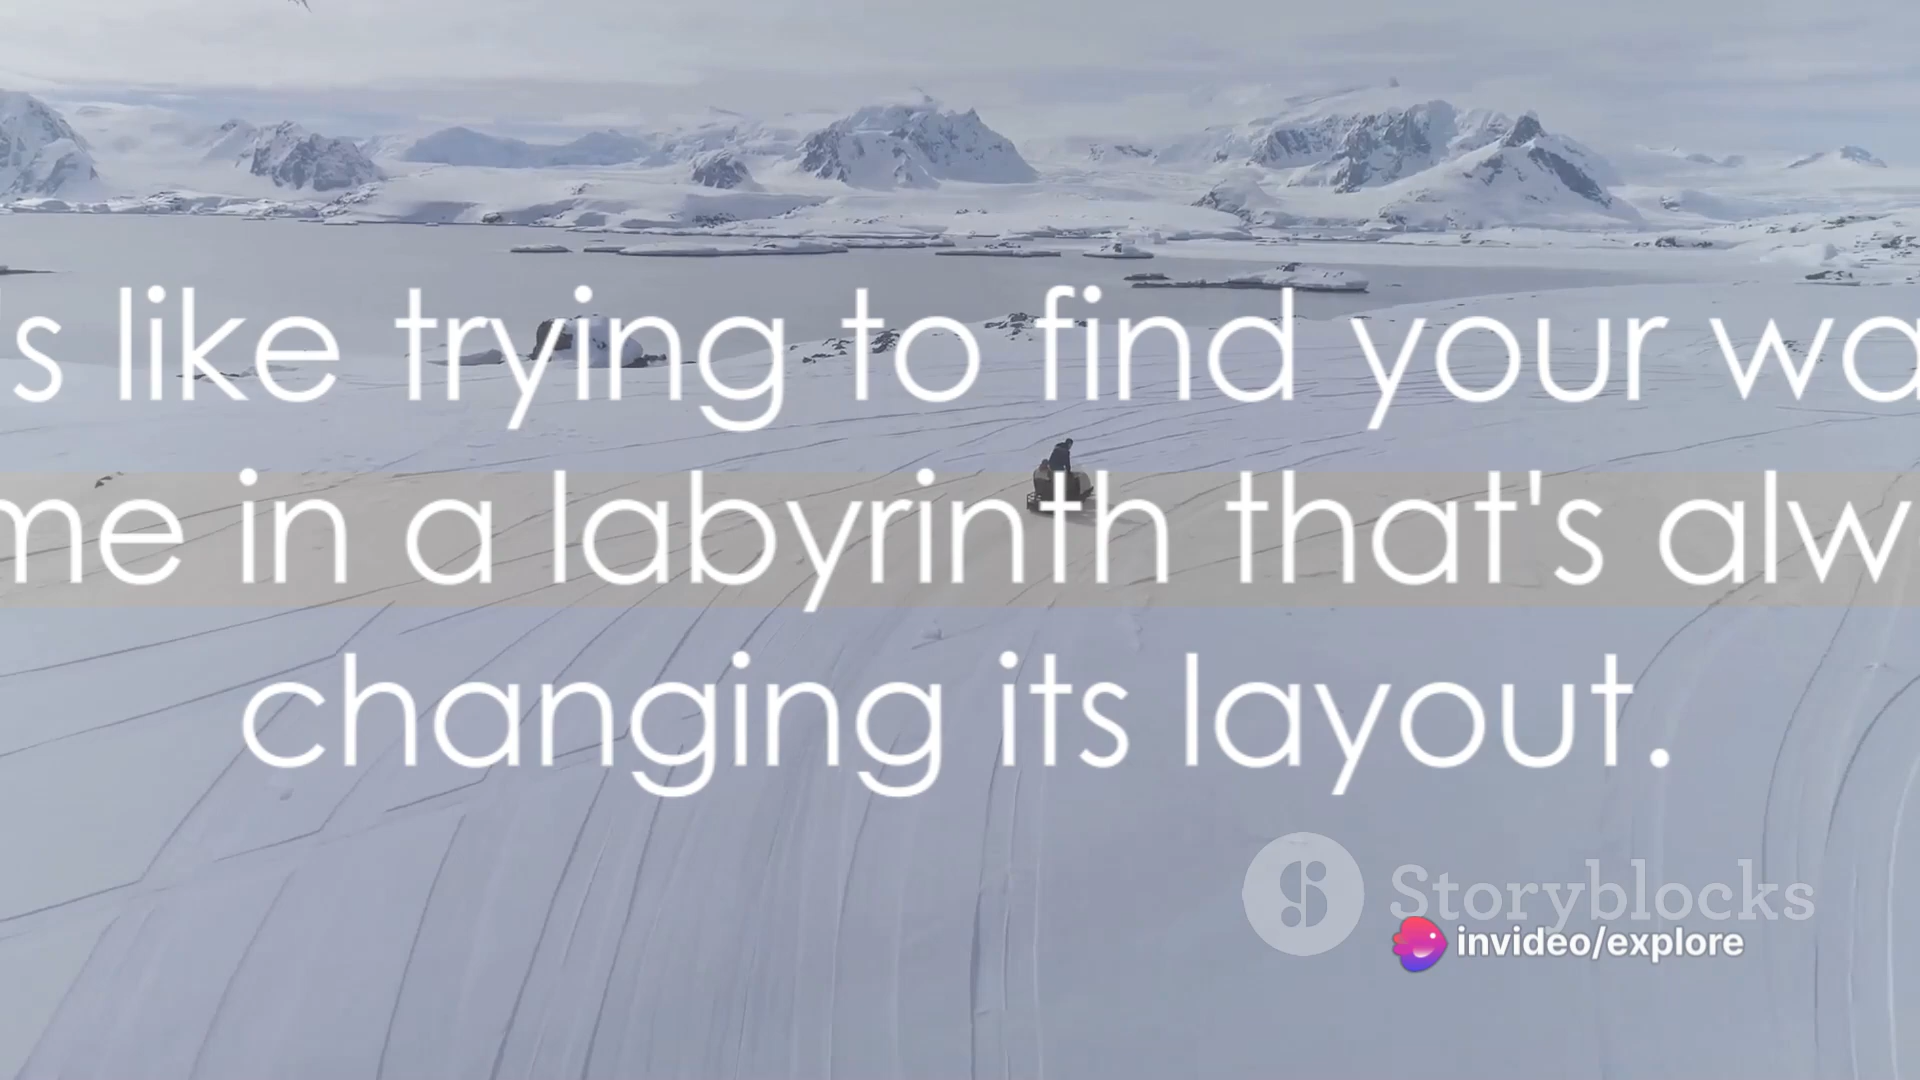 's like trying to find your wa
me in a labyrinth that's alw
changing its layout.
Storyblocks
invideo/explore